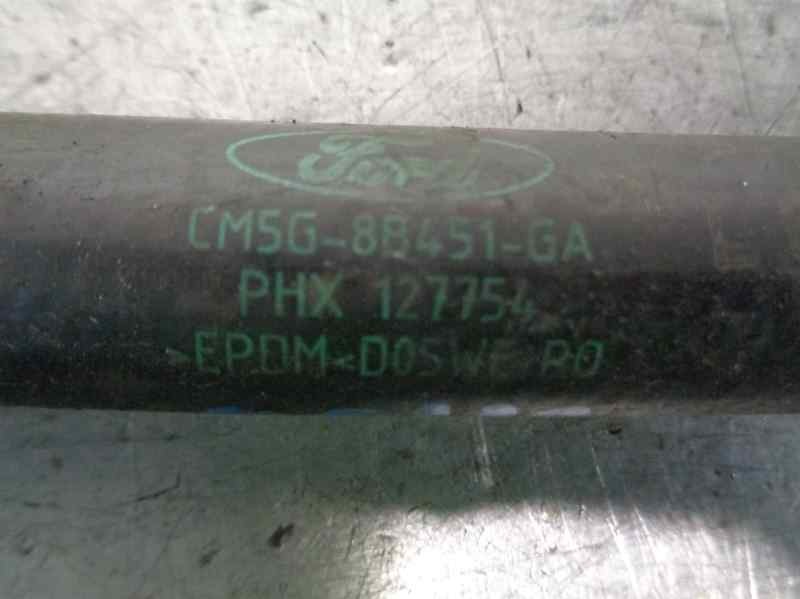 Ford
CM5G-8B451-GA
PHX 127754
>EPDM< D05WE RO